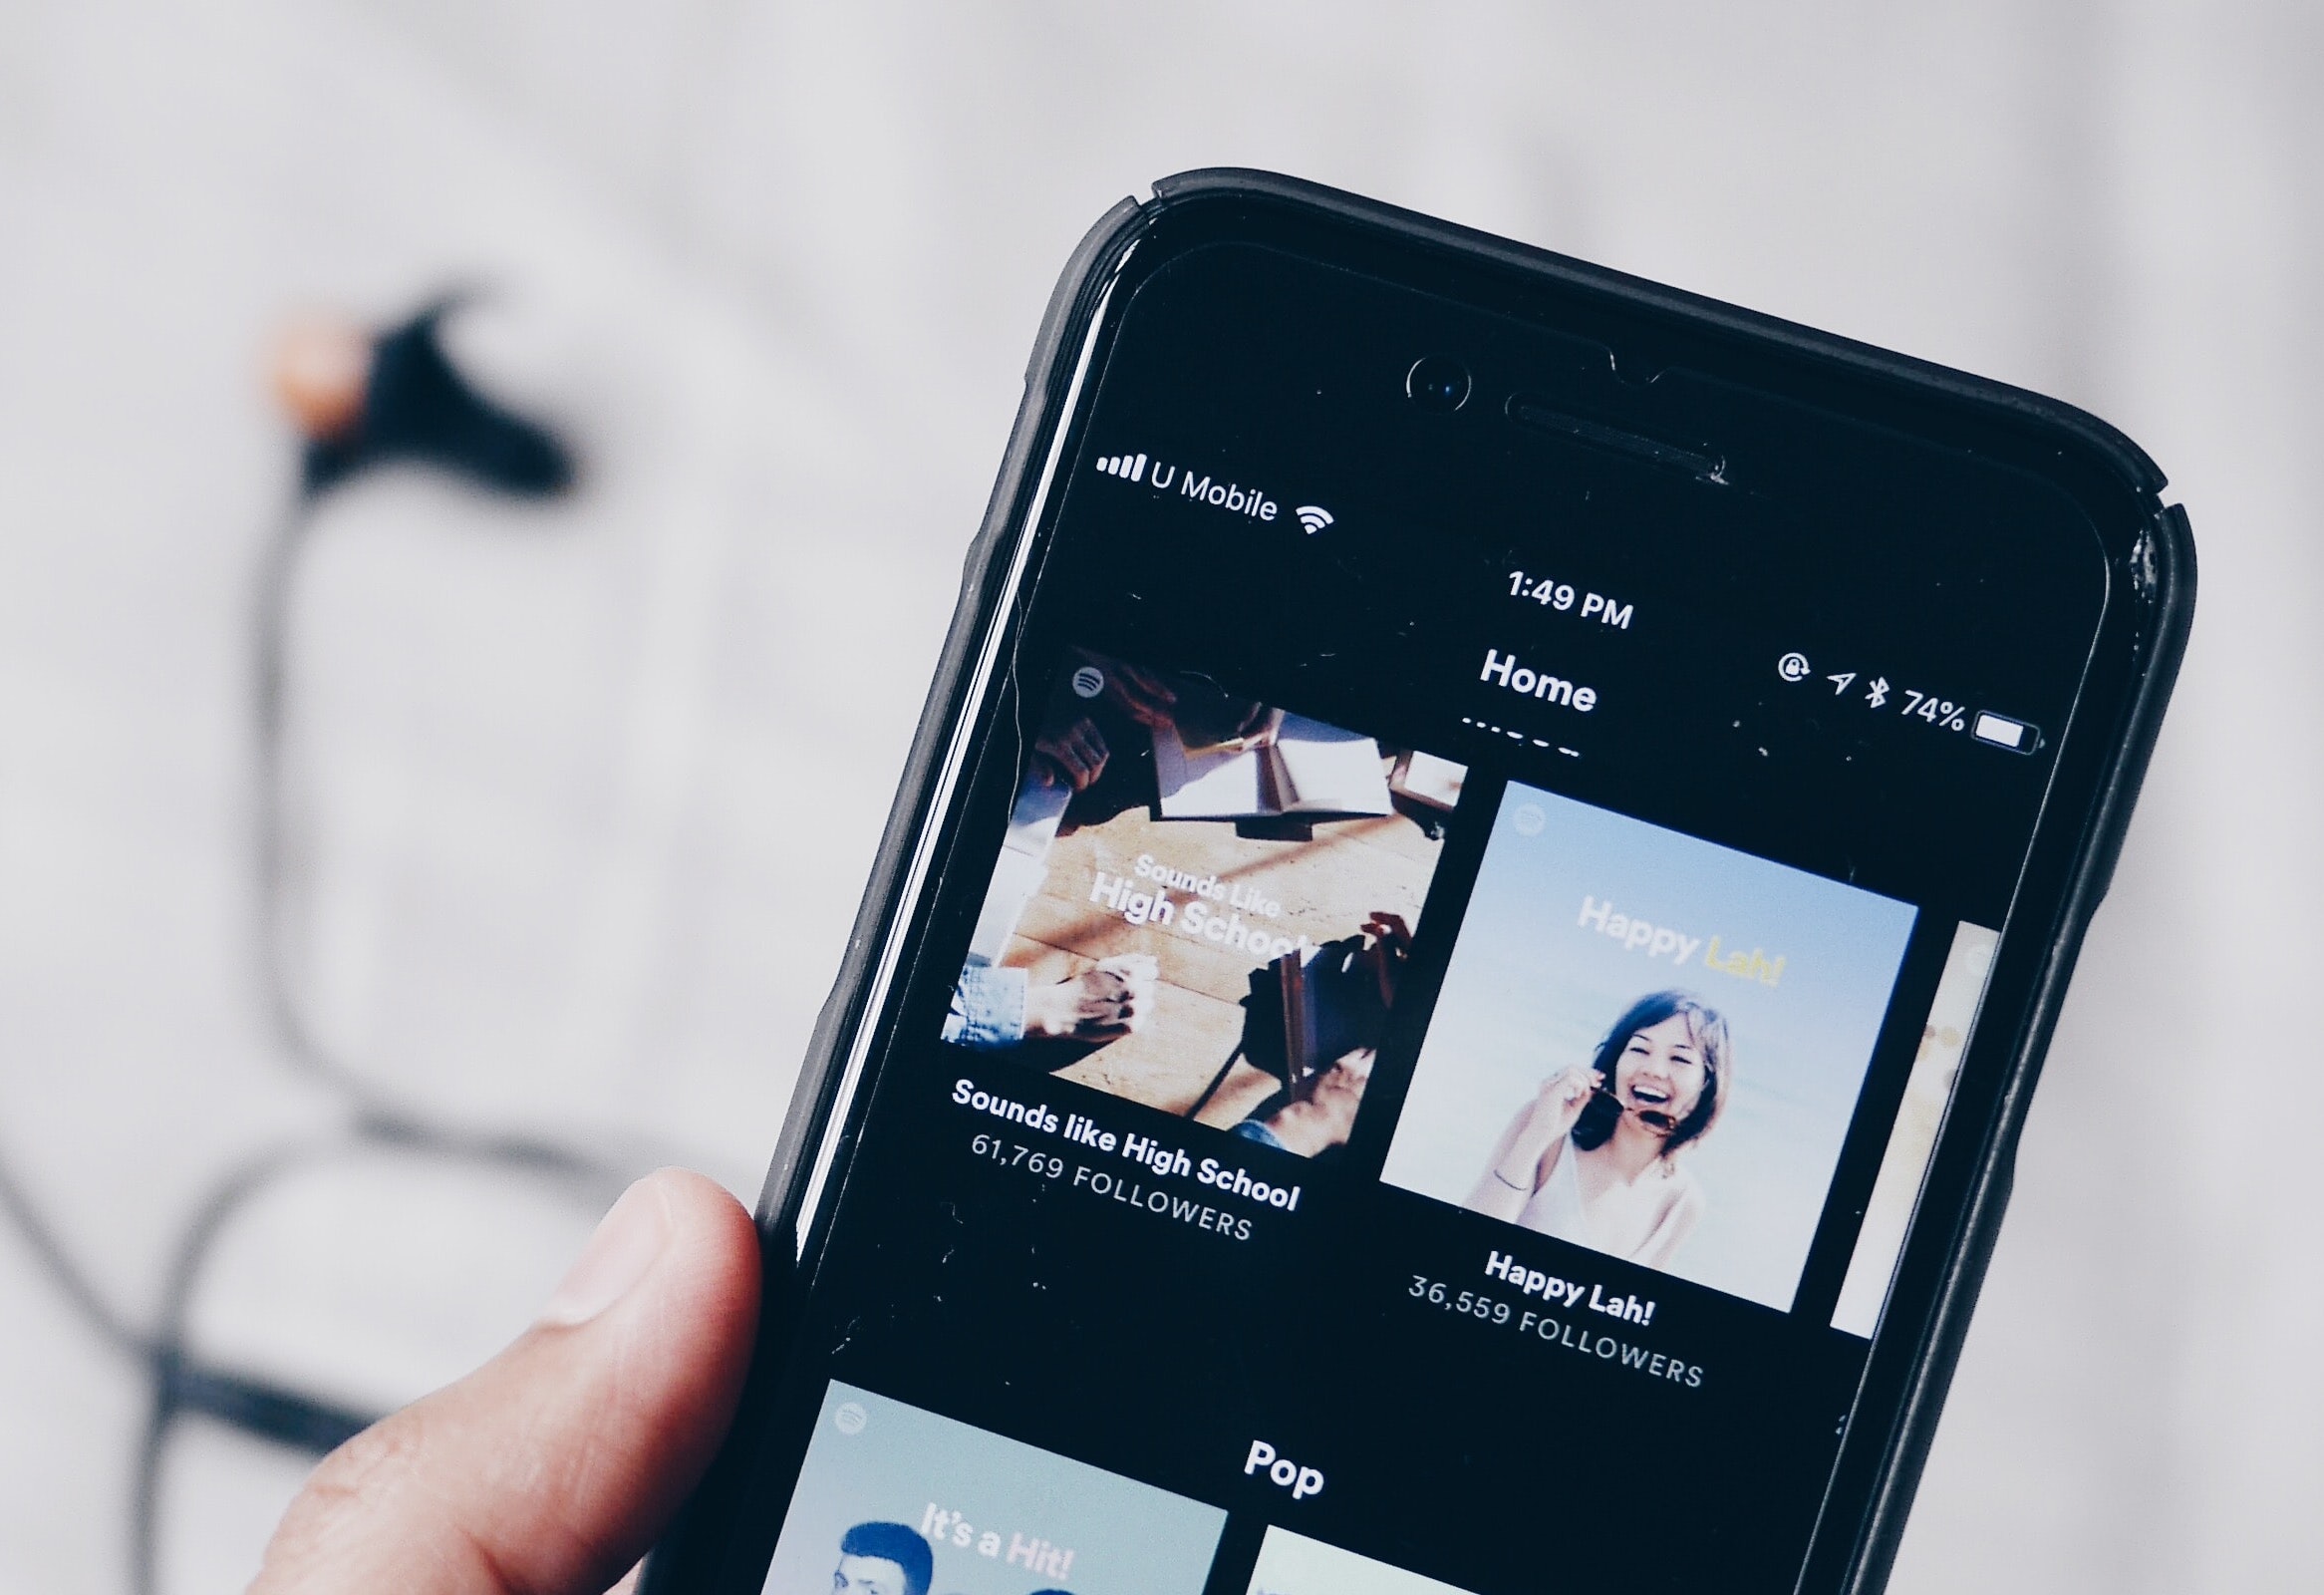 U Mobile
1:49 PM
74%
Home
Sounds Like
High School
Happy Lah!
Sounds like High School
61,769 FOLLOWERS
Happy Lah!
36,559 FOLLOWERS
Pop
It's a Hit!